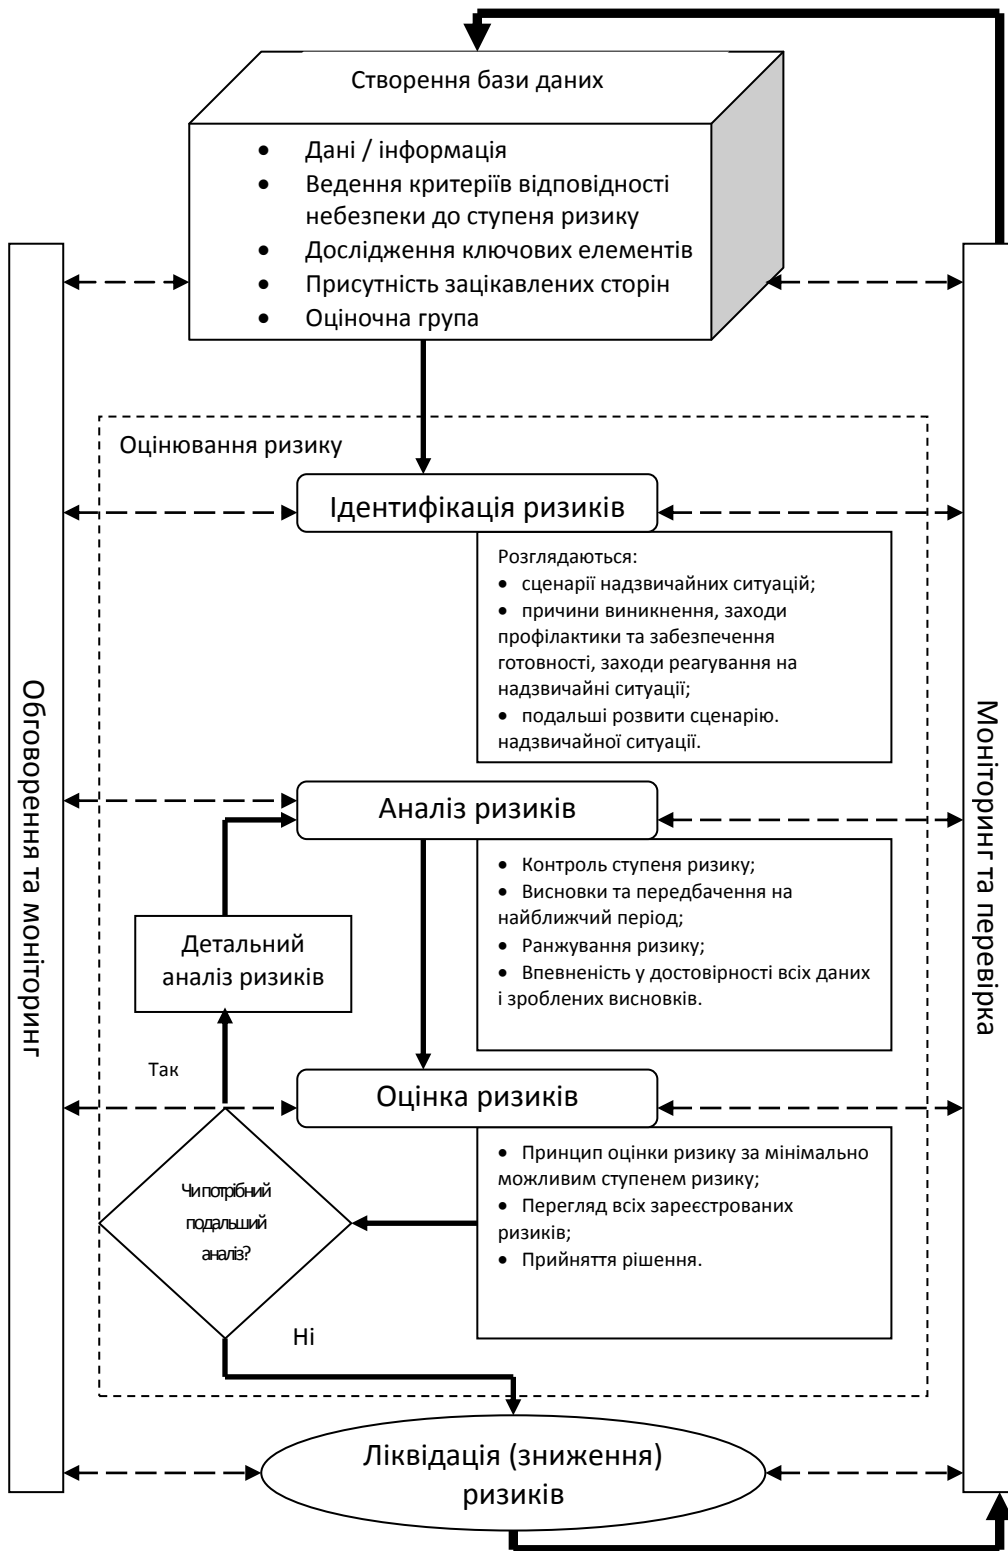 Створення бази даних
• Дані / інформація
• Ведення критеріїв відповідності
небезпеки до ступеня ризику
• Дослідження ключових елементів
• Присутність зацікавлених сторін
• Оціночна група
Обговорення та моніторинг
Моніторинг та перевірка
Оцінювання ризику
Ідентифікація ризиків
Розглядаються:
• сценарії надзвичайних ситуацій;
• причини виникнення, заходи
профілактики та забезпечення
готовності, заходи реагування на
надзвичайні ситуації;
• подальші розвити сценарію.
надзвичайної ситуації.
Аналіз ризиків
• Контроль ступеня ризику;
• Висновки та передбачення на
найближчий період;
• Ранжування ризику;
• Впевненість у достовірності всіх даних
і зроблених висновків.
Детальний
аналіз ризиків
Так
Оцінка ризиків
• Принцип оцінки ризику за мінімально
можливим ступенем ризику;
• Перегляд всіх зареєстрованих
ризиків;
• Прийняття рішення.
Чи потрібний
подальший
аналіз?
Ні
Ліквідація (зниження)
ризиків